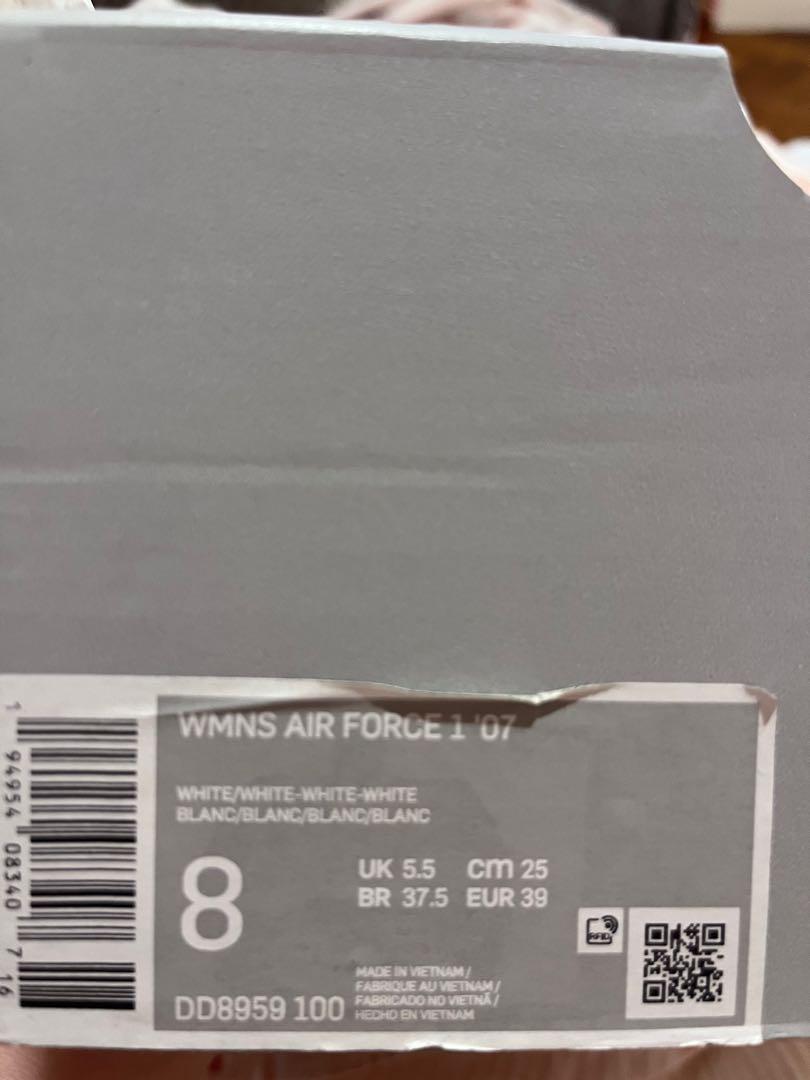 WMNS AIR FORCE 1 '07
WHITE/WHITE-WHITE-WHITE
BLANC/BLANC/BLANC/BLANC
8
UK 5.5 cm 25
BR 37.5 EUR 39
RFID
MADE IN VIETNAM /
FABRIQUE AU VIETNAM /
FABRICADO NO VIETNÃ /
HECHO EN VIETNAM
DD8959 100
1 94954 08340 7 16